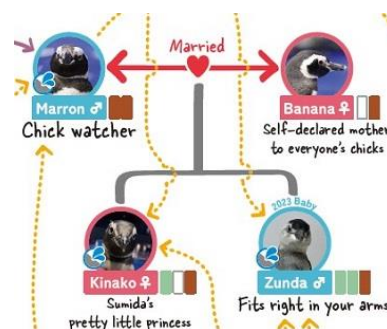 Married
Marron ♂
Chick watcher
Banana ♀
Self-declared mother
to everyone's chicks
2023 Baby
Kinako ♀
Sumida's
pretty little princess
Zunda ♂
Fits right in your arms